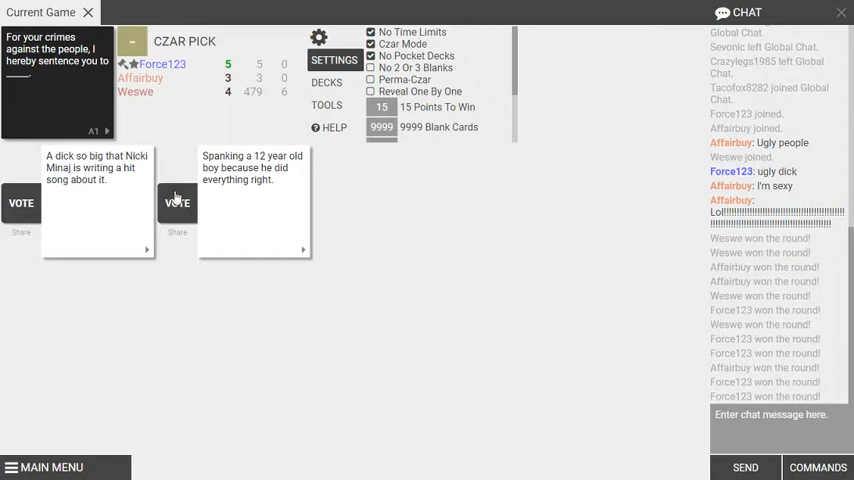 Current Game
For your crimes
against the people, I
hereby sentence you to
_____.
A1
-
CZAR PICK
Force123 5 5 0
Affairbuy 3 3 0
Weswe 4 479 6
SETTINGS
DECKS
TOOLS
? HELP
No Time Limits
Czar Mode
No Pocket Decks
No 2 Or 3 Blanks
Perma-Czar
Reveal One By One
15 15 Points To Win
9999 9999 Blank Cards
VOTE
Share
A dick so big that Nicki
Minaj is writing a hit
song about it.
VOTE
Share
Spanking a 12 year old
boy because he did
everything right.
MAIN MENU
CHAT
Global Chat.
Sevonic left Global Chat.
Crazylegs1985 left Global
Chat.
Tacofox8282 joined Global
Chat.
Force123 joined.
Affairbuy joined.
Affairbuy: Ugly people
Weswe joined.
Force123: ugly dick
Affairbuy: I'm sexy
Affairbuy:
Weswe won the round!
Weswe won the round!
Affairbuy won the round!
Affairbuy won the round!
Weswe won the round!
Force123 won the round!
Weswe won the round!
Force123 won the round!
Force123 won the round!
Affairbuy won the round!
Force123 won the round!
Force123 won the round!
Enter chat message here.
SEND
COMMANDS